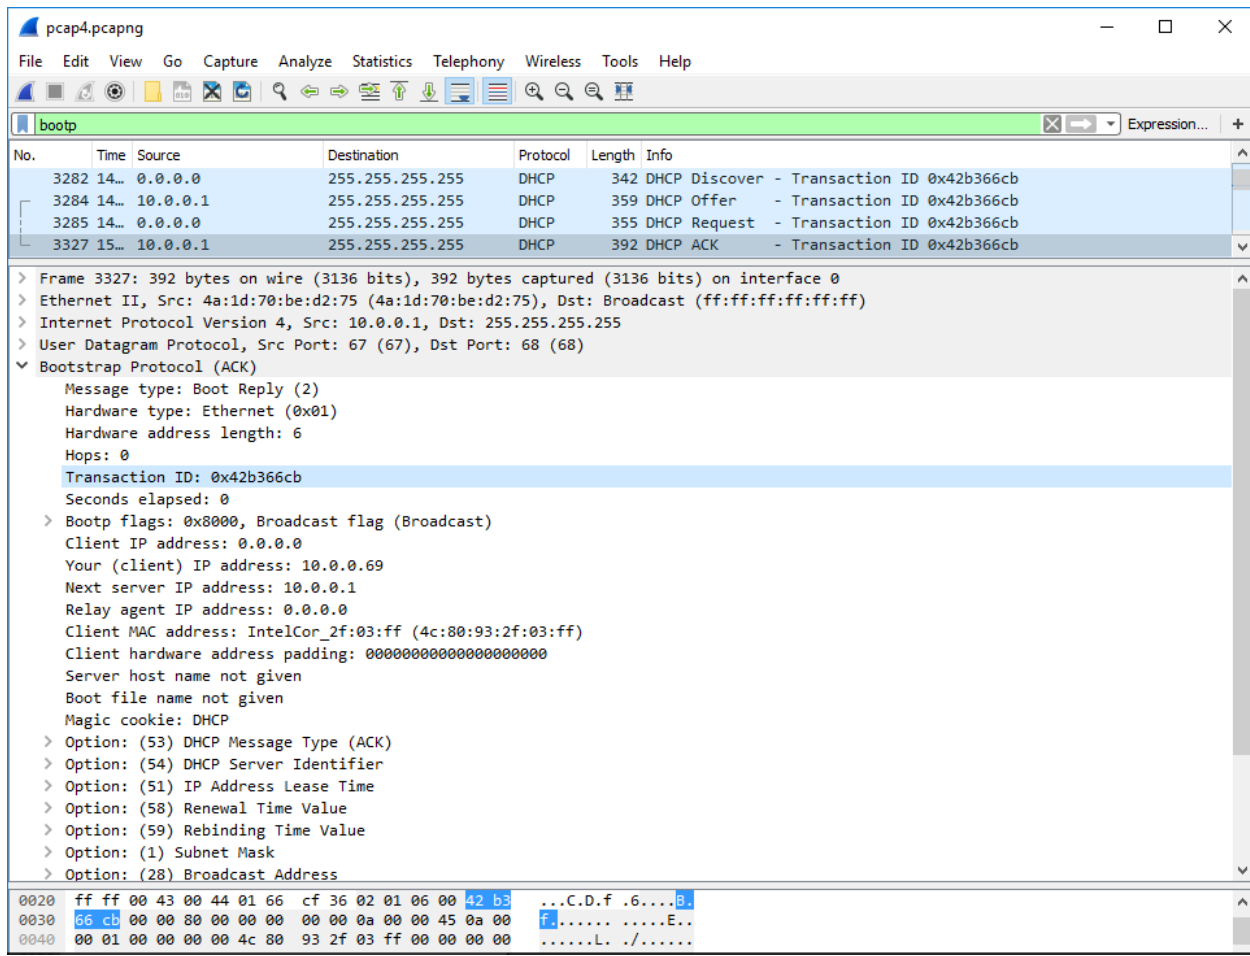 pcap4.pcapng
File Edit View Go Capture Analyze Statistics Telephony Wireless Tools Help
bootp Expression... +
No. Time Source Destination Protocol Length Info
3282 14… 0.0.0.0 255.255.255.255 DHCP 342 DHCP Discover - Transaction ID 0x42b366cb
3284 14… 10.0.0.1 255.255.255.255 DHCP 359 DHCP Offer - Transaction ID 0x42b366cb
3285 14… 0.0.0.0 255.255.255.255 DHCP 355 DHCP Request - Transaction ID 0x42b366cb
3327 15… 10.0.0.1 255.255.255.255 DHCP 392 DHCP ACK - Transaction ID 0x42b366cb
Frame 3327: 392 bytes on wire (3136 bits), 392 bytes captured (3136 bits) on interface 0
Ethernet II, Src: 4a:1d:70:be:d2:75 (4a:1d:70:be:d2:75), Dst: Broadcast (ff:ff:ff:ff:ff:ff)
Internet Protocol Version 4, Src: 10.0.0.1, Dst: 255.255.255.255
User Datagram Protocol, Src Port: 67 (67), Dst Port: 68 (68)
Bootstrap Protocol (ACK)
Message type: Boot Reply (2)
Hardware type: Ethernet (0x01)
Hardware address length: 6
Hops: 0
Transaction ID: 0x42b366cb
Seconds elapsed: 0
Bootp flags: 0x8000, Broadcast flag (Broadcast)
Client IP address: 0.0.0.0
Your (client) IP address: 10.0.0.69
Next server IP address: 10.0.0.1
Relay agent IP address: 0.0.0.0
Client MAC address: IntelCor_2f:03:ff (4c:80:93:2f:03:ff)
Client hardware address padding: 00000000000000000000
Server host name not given
Boot file name not given
Magic cookie: DHCP
Option: (53) DHCP Message Type (ACK)
Option: (54) DHCP Server Identifier
Option: (51) IP Address Lease Time
Option: (58) Renewal Time Value
Option: (59) Rebinding Time Value
Option: (1) Subnet Mask
Option: (28) Broadcast Address
0020 ff ff 00 43 00 44 01 66 cf 36 02 01 06 00 42 b3 ...C.D.f .6....B.
0030 66 cb 00 00 80 00 00 00 00 00 0a 00 00 45 0a 00 f....... .....E..
0040 00 01 00 00 00 00 4c 80 93 2f 03 ff 00 00 00 00 ......L. ./......